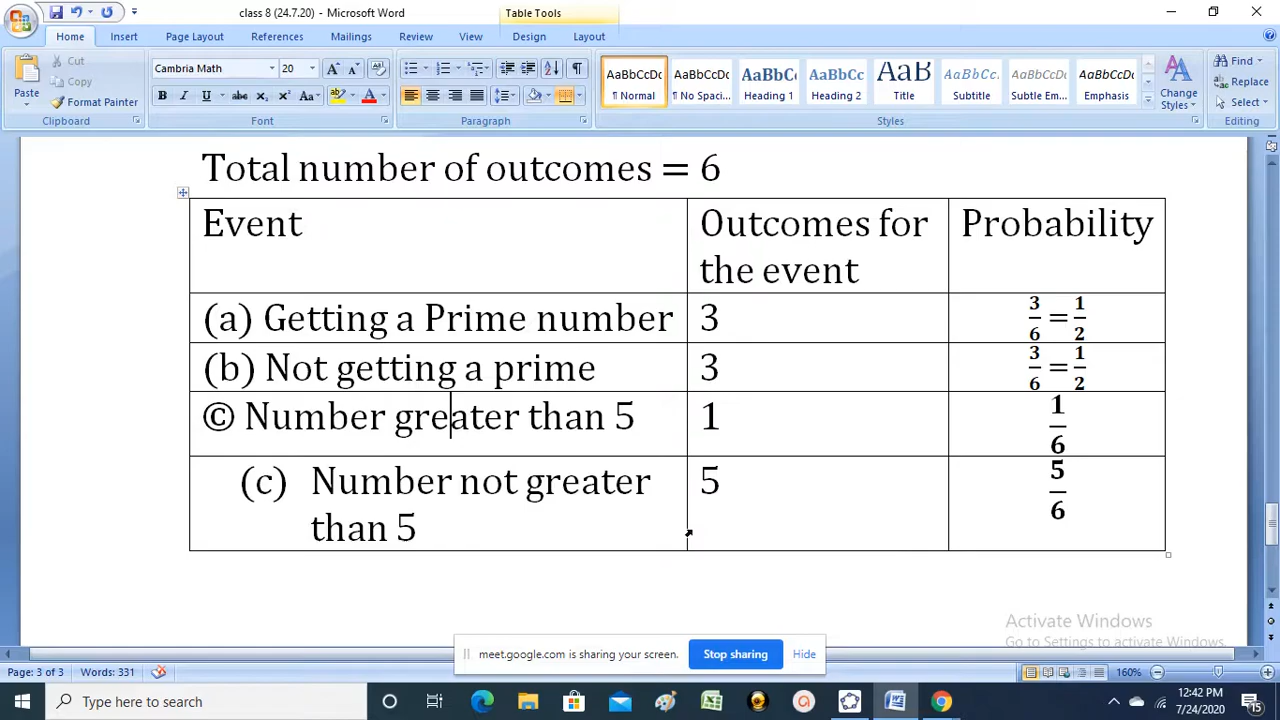 class 8 (24.7.20) - Microsoft Word
Table Tools
Home Insert Page Layout References Mailings Review View Design Layout
Paste
Cut
Copy
Format Painter
Clipboard
Cambria Math 20
B I U abc X₂ X² Aa
Font
Paragraph
AaBbCcDc AaBbCcDc AaBbCc AaBbCc AaB AaBbCc. AaBbCcDc AaBbCcDc
¶ Normal ¶ No Spaci... Heading 1 Heading 2 Title Subtitle Subtle Em... Emphasis
Styles
Change
Styles
Find
Replace
Select
Editing
Total number of outcomes = 6
Event
Outcomes for
the event
Probability
(a) Getting a Prime number 3 3/6 = 1/2
(b) Not getting a prime 3 3/6 = 1/2
© Number greater than 5 1 1/6
(c) Number not greater
than 5
5 5/6
Activate Windows
Go to Settings to activate Windows.
meet.google.com is sharing your screen. Stop sharing Hide
Page: 3 of 3 Words: 331 160%
Type here to search
12:42 PM
7/24/2020
15